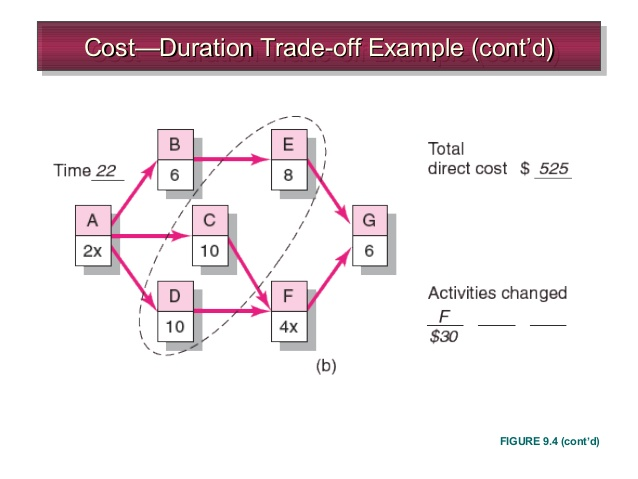 Cost—Duration Trade-off Example (cont’d)
Time 22
B
6
E
8
Total
direct cost $ 525
A
2x
C
10
G
6
D
10
F
4x
Activities changed
F
$30
(b)
FIGURE 9.4 (cont’d)